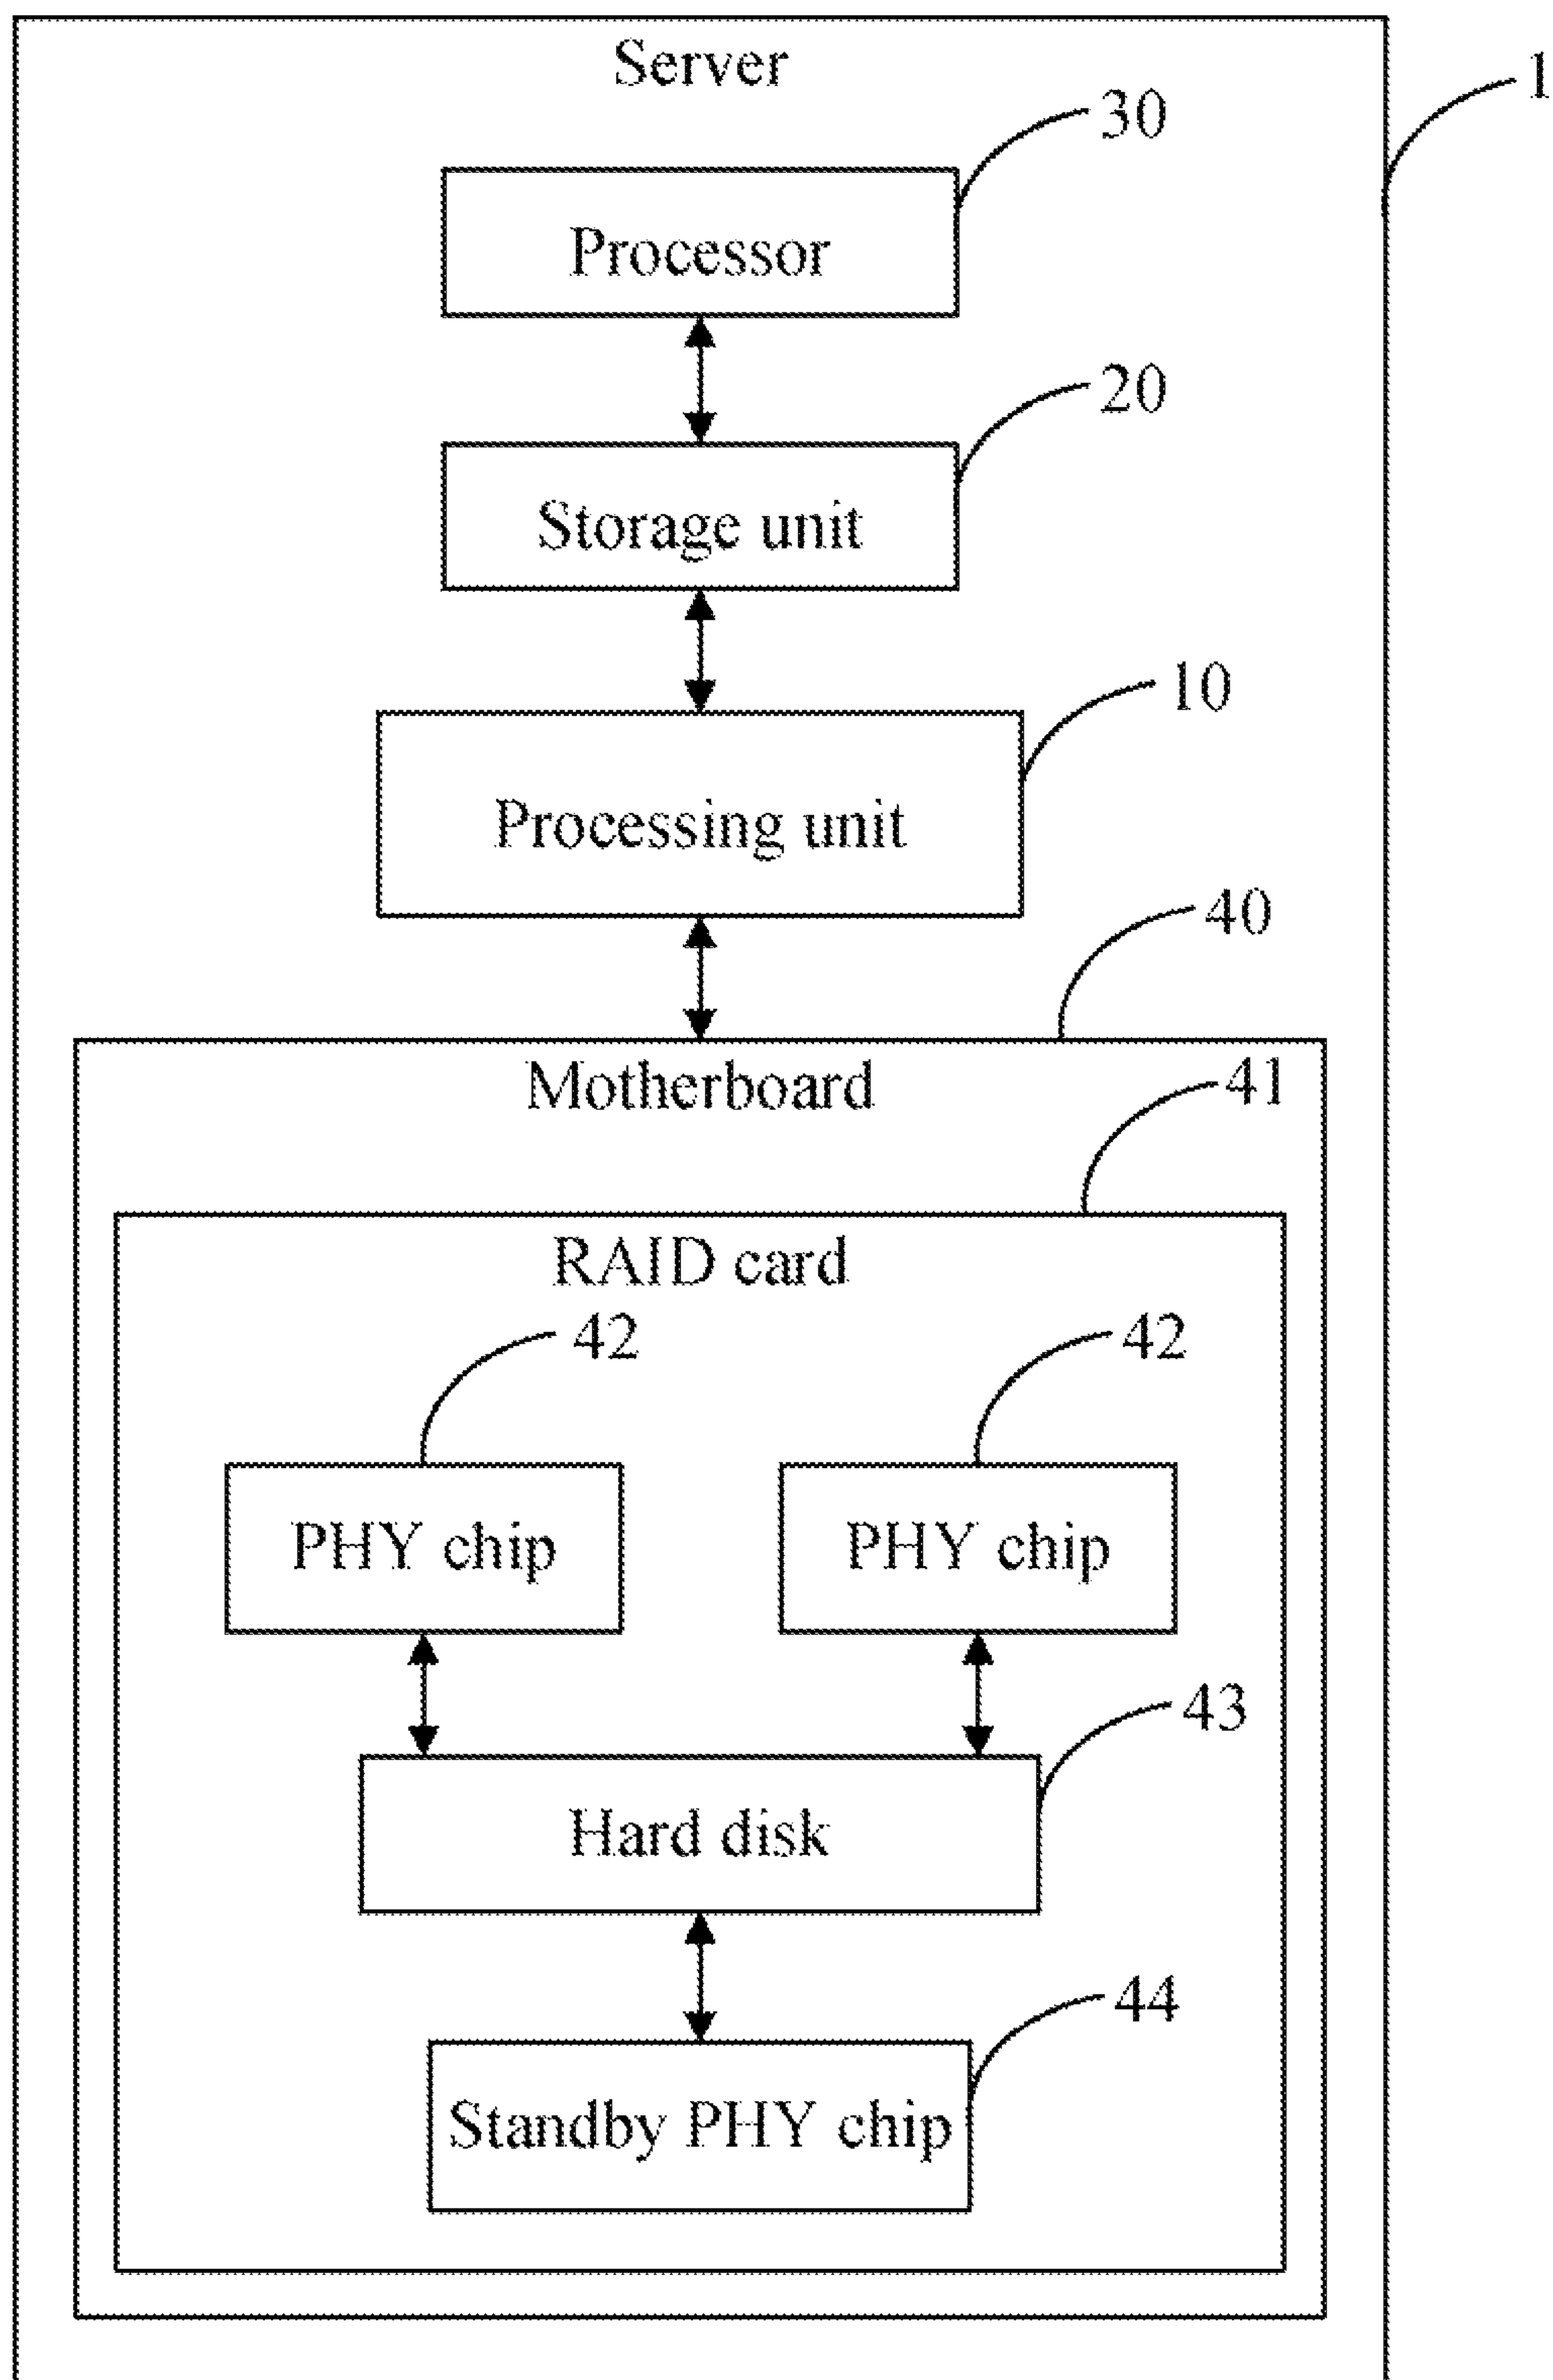 Server
1
30
Processor
20
Storage unit
10
Processing unit
40
Motherboard
41
RAID card
42
42
PHY chip
PHY chip
43
Hard disk
44
Standby PHY chip